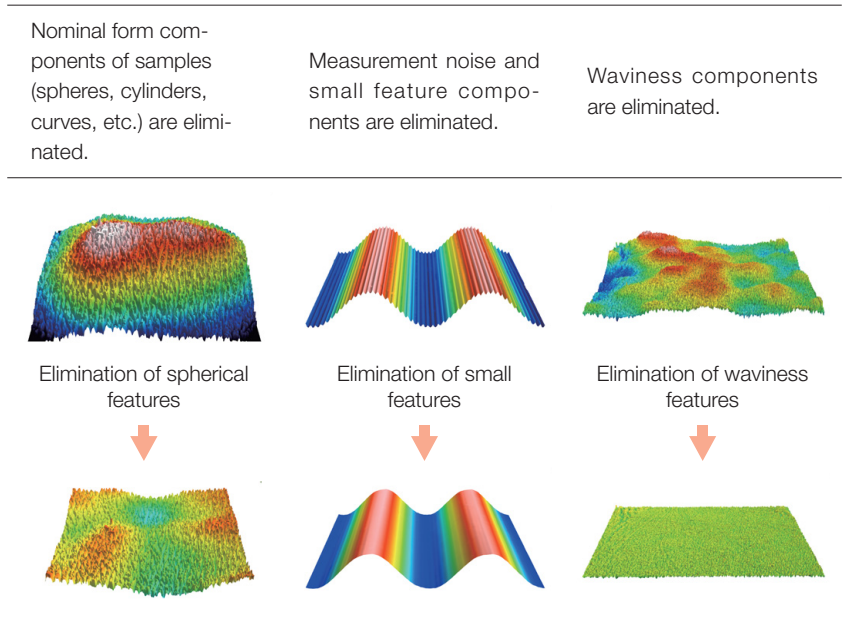 Nominal form com-
ponents of samples
(spheres, cylinders,
curves, etc.) are elimi-
nated.
Measurement noise and
small feature compo-
nents are eliminated.
Waviness components
are eliminated.
Elimination of spherical
features
Elimination of small
features
Elimination of waviness
features